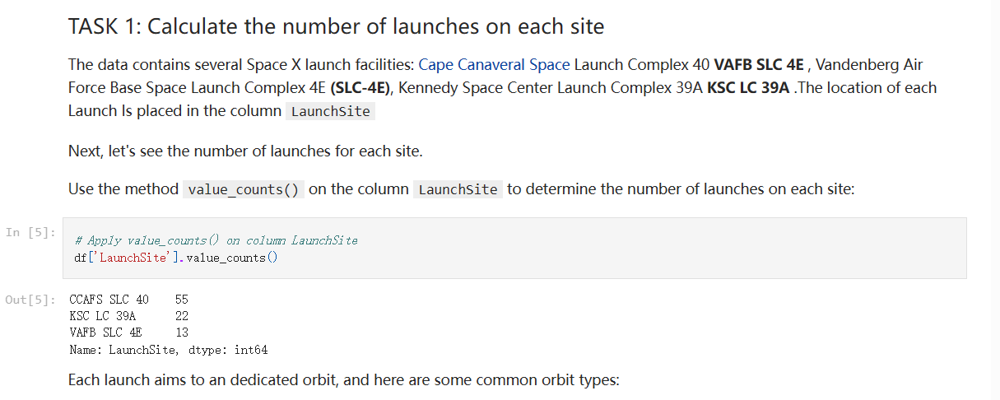 TASK 1: Calculate the number of launches on each site
The data contains several Space X launch facilities: Cape Canaveral Space Launch Complex 40 VAFB SLC 4E , Vandenberg Air
Force Base Space Launch Complex 4E (SLC-4E), Kennedy Space Center Launch Complex 39A KSC LC 39A .The location of each
Launch Is placed in the column LaunchSite
Next, let's see the number of launches for each site.
Use the method value_counts() on the column LaunchSite to determine the number of launches on each site:
In [5]:
# Apply value_counts() on column LaunchSite
df['LaunchSite'].value_counts()
Out[5]:
CCAFS SLC 40 55
KSC LC 39A 22
VAFB SLC 4E 13
Name: LaunchSite, dtype: int64
Each launch aims to an dedicated orbit, and here are some common orbit types: